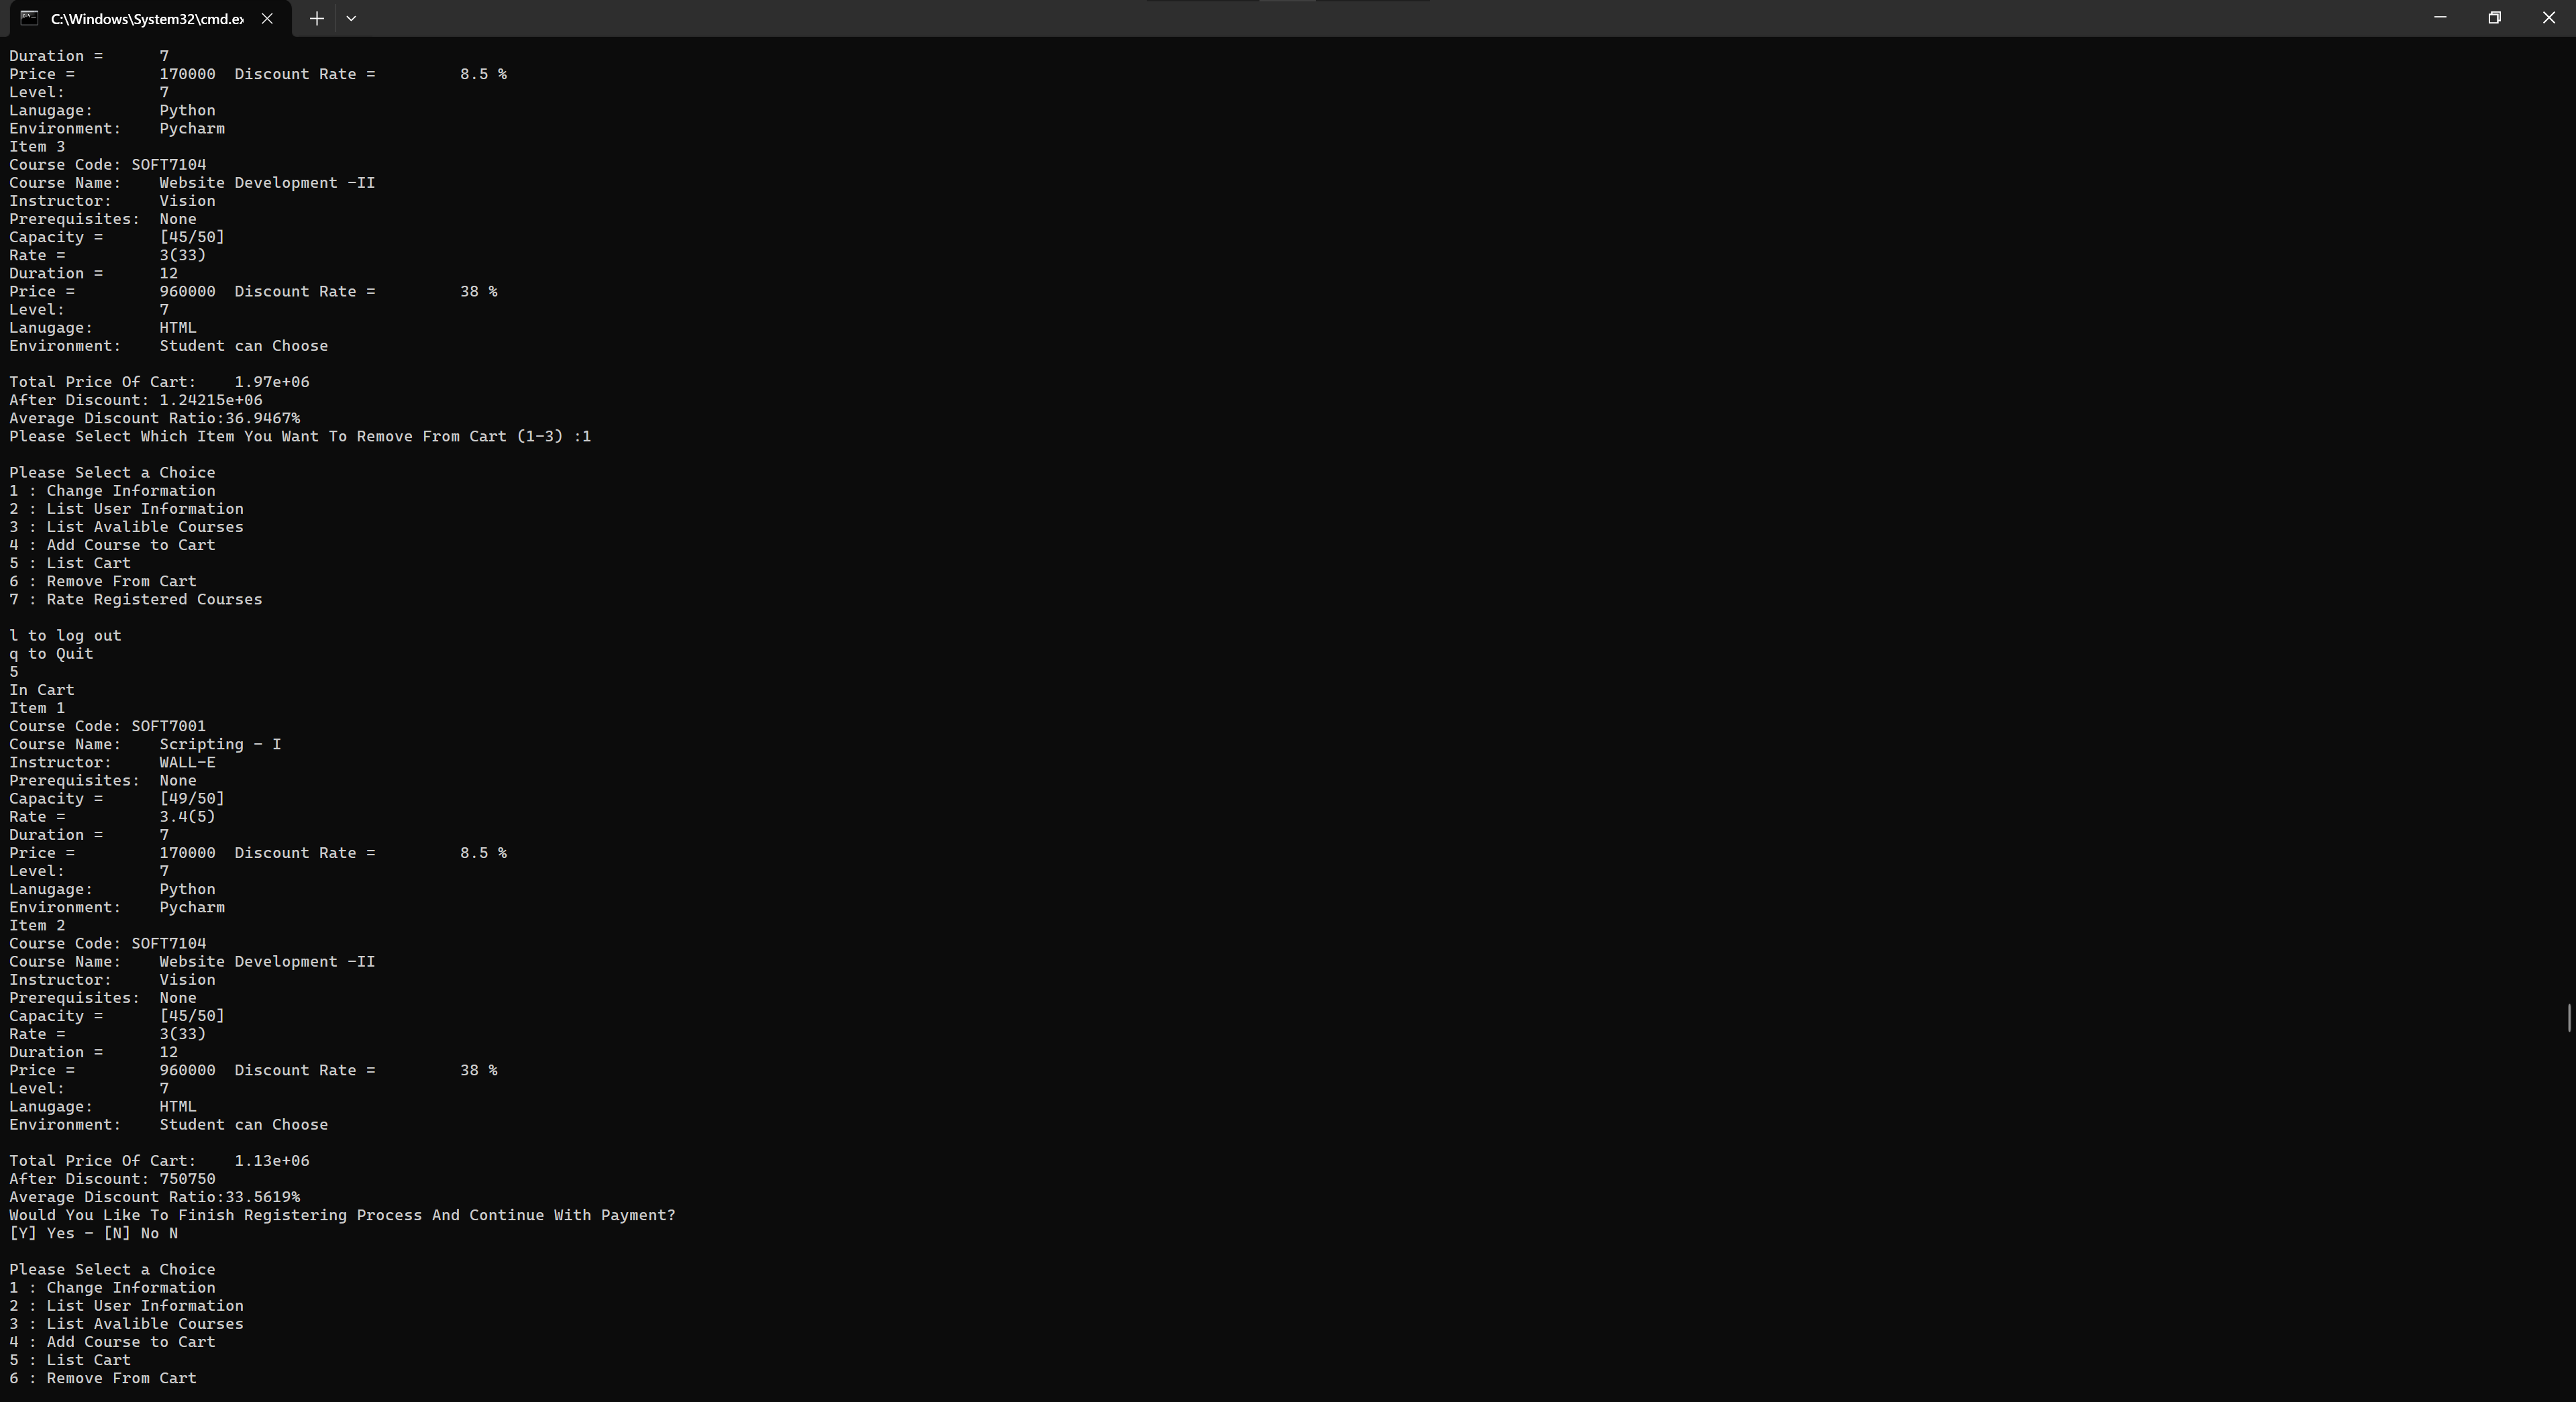 C:\Windows\System32\cmd.ex
Duration = 7
Price = 170000 Discount Rate = 8.5 %
Level: 7
Lanugage: Python
Environment: Pycharm
Item 3
Course Code: SOFT7104
Course Name: Website Development -II
Instructor: Vision
Prerequisites: None
Capacity = [45/50]
Rate = 3(33)
Duration = 12
Price = 960000 Discount Rate = 38 %
Level: 7
Lanugage: HTML
Environment: Student can Choose
Total Price Of Cart: 1.97e+06
After Discount: 1.24215e+06
Average Discount Ratio:36.9467%
Please Select Which Item You Want To Remove From Cart (1-3) :1
Please Select a Choice
1 : Change Information
2 : List User Information
3 : List Avalible Courses
4 : Add Course to Cart
5 : List Cart
6 : Remove From Cart
7 : Rate Registered Courses
l to log out
q to Quit
5
In Cart
Item 1
Course Code: SOFT7001
Course Name: Scripting - I
Instructor: WALL-E
Prerequisites: None
Capacity = [49/50]
Rate = 3.4(5)
Duration = 7
Price = 170000 Discount Rate = 8.5 %
Level: 7
Lanugage: Python
Environment: Pycharm
Item 2
Course Code: SOFT7104
Course Name: Website Development -II
Instructor: Vision
Prerequisites: None
Capacity = [45/50]
Rate = 3(33)
Duration = 12
Price = 960000 Discount Rate = 38 %
Level: 7
Lanugage: HTML
Environment: Student can Choose
Total Price Of Cart: 1.13e+06
After Discount: 750750
Average Discount Ratio:33.5619%
Would You Like To Finish Registering Process And Continue With Payment?
[Y] Yes - [N] No N
Please Select a Choice
1 : Change Information
2 : List User Information
3 : List Avalible Courses
4 : Add Course to Cart
5 : List Cart
6 : Remove From Cart